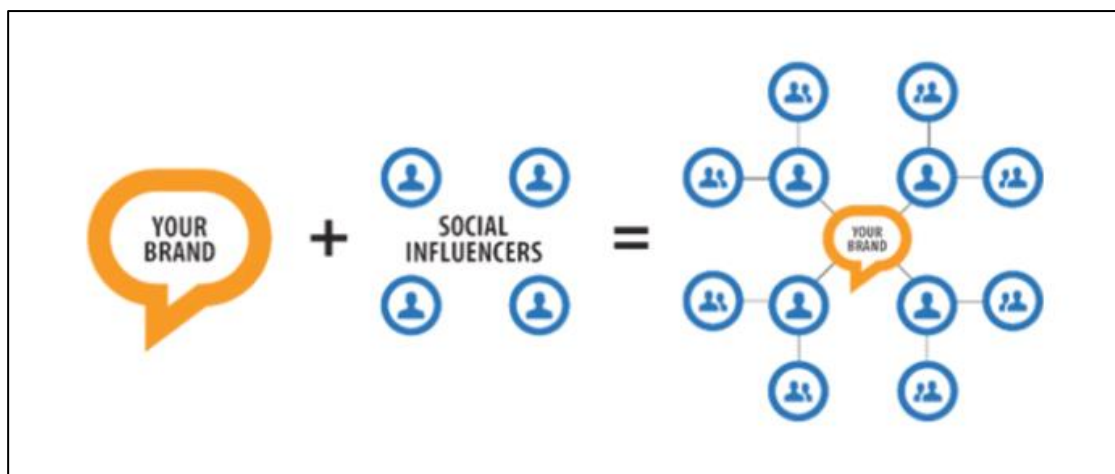 YOUR
BRAND
+
SOCIAL
INFLUENCERS
=
YOUR
BRAND